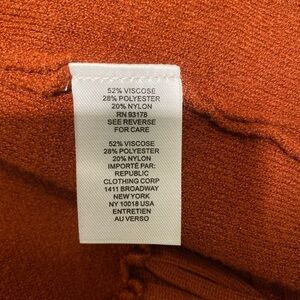 52% VISCOSE
28% POLYESTER
20% NYLON
RN 93178
SEE REVERSE
FOR CARE
52% VISCOSE
28% POLYESTER
20% NYLON
IMPORTÉ PAR:
REPUBLIC
CLOTHING CORP
1411 BROADWAY
NEW YORK
NY 10018 USA
ENTRETIEN
AU VERSO